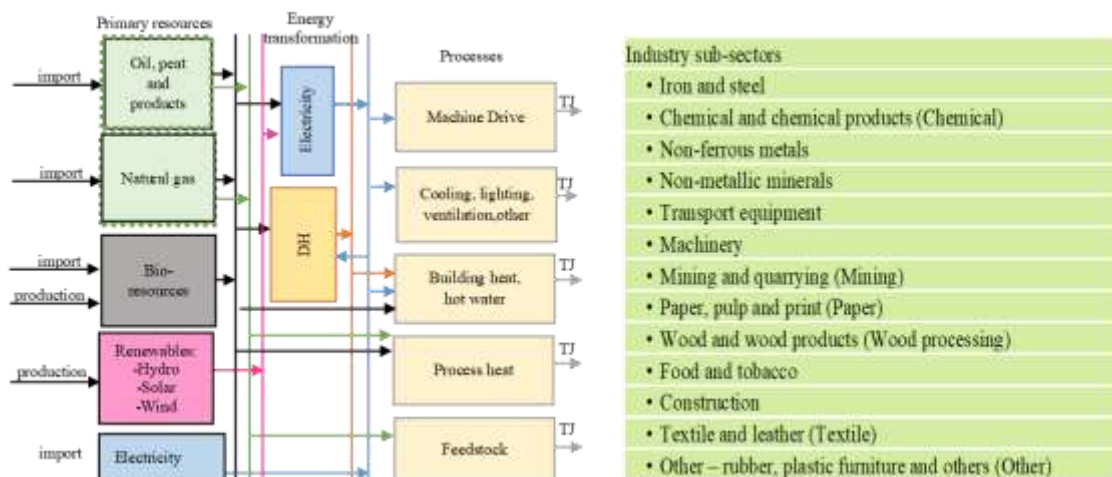 Primary resources
Energy
transformation
Processes
import
Oil, peat
and
products
import
Natural gas
import
production
Bio-
resources
production
Renewables:
-Hydro
-Solar
-Wind
import
Electricity
Electricity
DH
Machine Drive
TJ
Cooling, lighting,
ventilation,other
TJ
Building heat,
hot water
TJ
Process heat
TJ
Feedstock
TJ
Industry sub-sectors
• Iron and steel
• Chemical and chemical products (Chemical)
• Non-ferrous metals
• Non-metallic minerals
• Transport equipment
• Machinery
• Mining and quarrying (Mining)
• Paper, pulp and print (Paper)
• Wood and wood products (Wood processing)
• Food and tobacco
• Construction
• Textile and leather (Textile)
• Other – rubber, plastic furniture and others (Other)